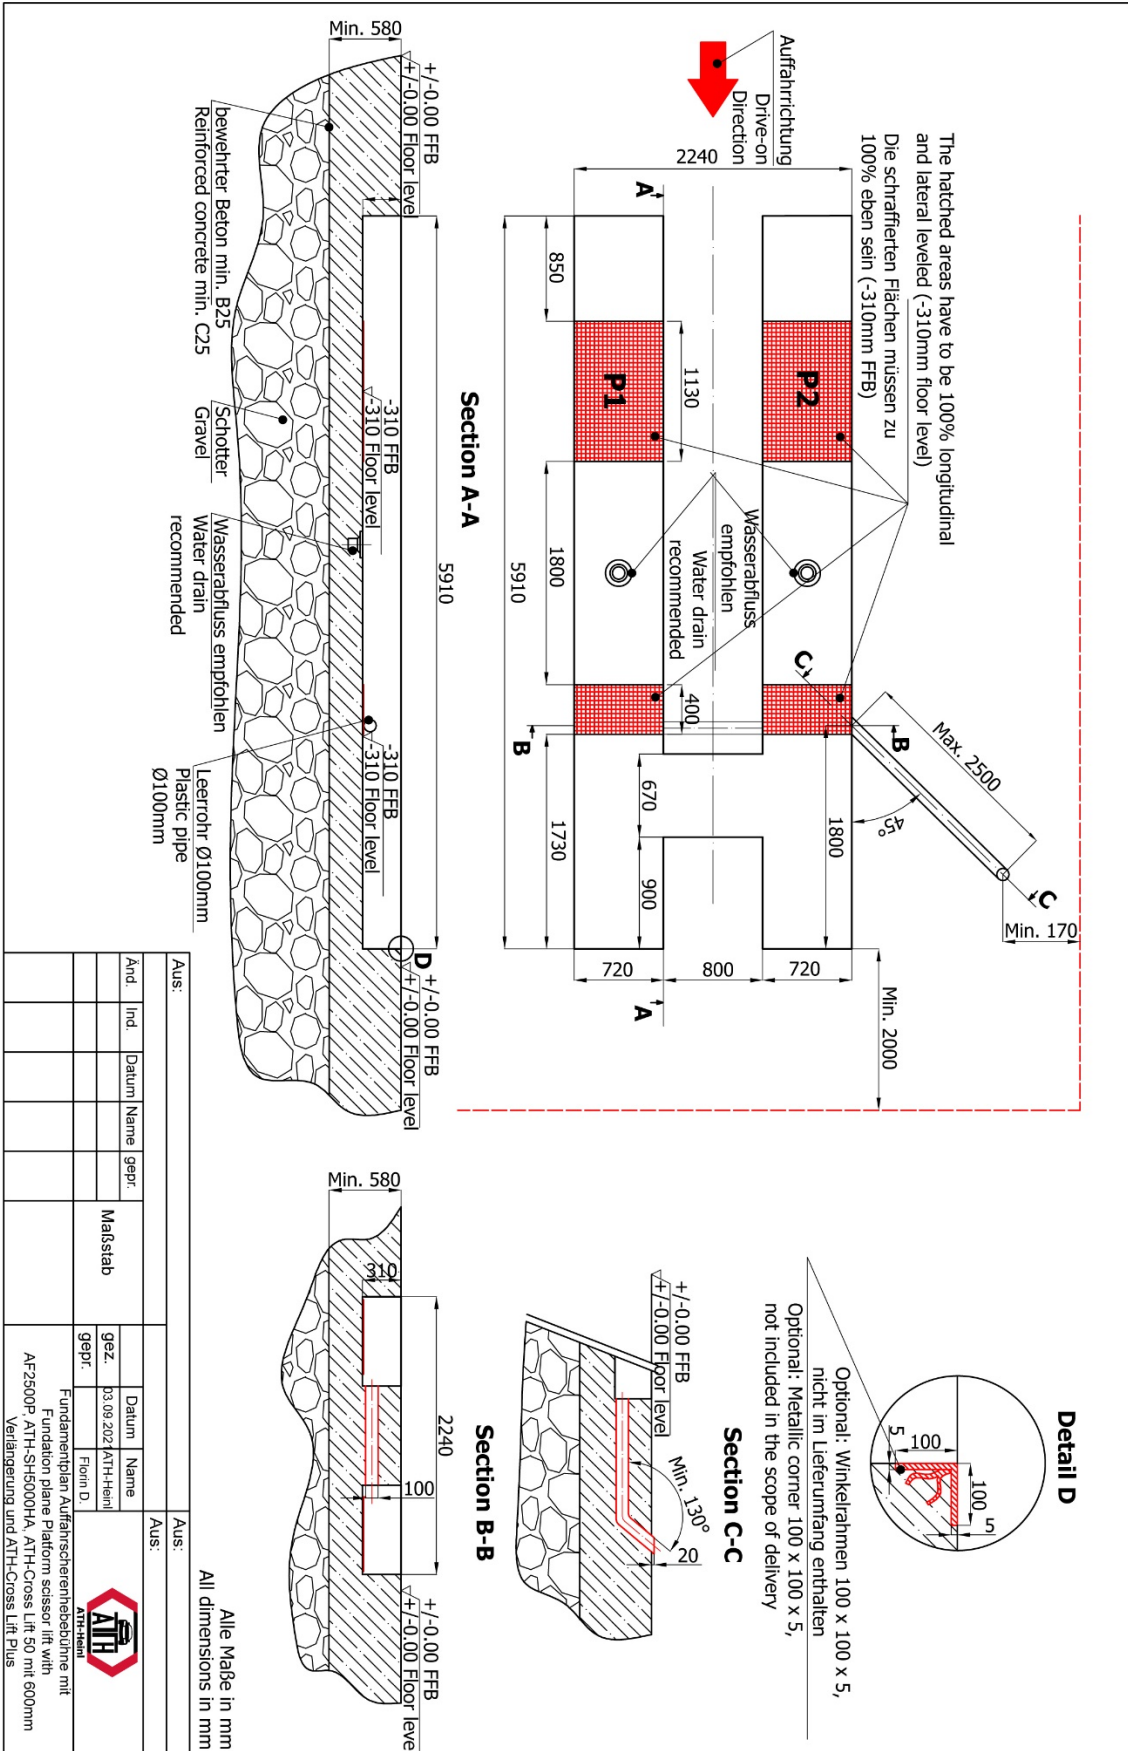 The hatched areas have to be 100% longitudinal
and lateral leveled (-310mm floor level)
Die schraffierten Flächen müssen zu
100% eben sein (-310mm FFB)
Auffahrrichtung
Drive-on
Direction
2240
A
A
850
P1
P2
1130
1800
5910
400
Wasserabfluss
empfohlen
Water drain
recommended
B
B
C
C
Max. 2500
45°
1800
670
900
1730
720
800
720
Min. 170
Min. 2000
Section A-A
Min. 580
+/-0.00 FFB
+/-0.00 Floor level
5910
-310 FFB
-310 Floor level
-310 FFB
-310 Floor level
D
+/-0.00 FFB
+/-0.00 Floor level
bewehrter Beton min. B25
Reinforced concrete min. C25
Schotter
Gravel
Wasserabfluss empfohlen
Water drain
recommended
Leerrohr Ø100mm
Plastic pipe
Ø100mm
Detail D
100
100
5
5
Optional: Winkelrahmen 100 x 100 x 5,
nicht im Lieferumfang enthalten
Optional: Metallic corner 100 x 100 x 5,
not included in the scope of delivery
Section C-C
+/-0.00 FFB
+/-0.00 Floor level
Min. 130°
20
Section B-B
Min. 580
310
2240
100
+/-0.00 FFB
+/-0.00 Floor leve
Alle Maße in mm
All dimensions in mm
Aus:
Aus:
Aus:
Änd.
Ind.
Datum
Name
gepr.
Maßstab
Datum
Name
gez.
03.09.2021
ATH-Heinl
gepr.
Florin D.
ATH
ATH-Heinl
Fundamentplan Auffahrscherenhebebühne mit
Fundation plane Platform scissor lift with
AF2500P, ATH-SH5000HA, ATH-Cross Lift 50 mit 600mm
Verlängerung und ATH-Cross Lift Plus